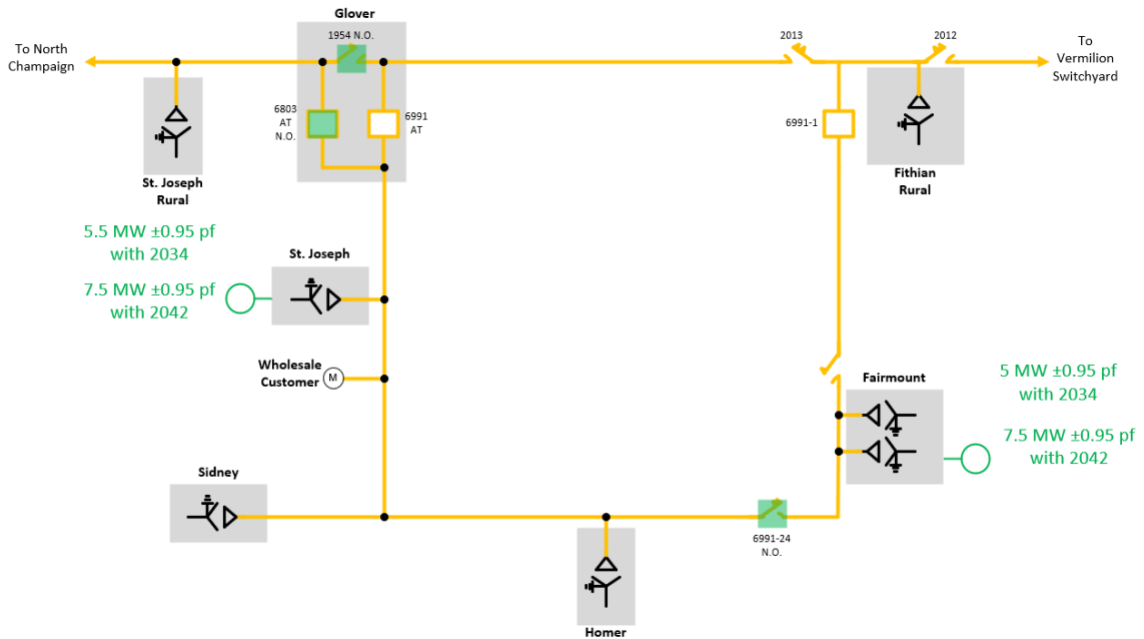 Glover
1954 N.O.
To North
Champaign
2013
2012
To
Vermilion
Switchyard
6803
AT
N.O.
6991
AT
6991-1
St. Joseph
Rural
Fithian
Rural
5.5 MW ±0.95 pf
with 2034
7.5 MW ±0.95 pf
with 2042
St. Joseph
Wholesale
Customer
M
Fairmount
5 MW ±0.95 pf
with 2034
7.5 MW ±0.95 pf
with 2042
Sidney
6991-24
N.O.
Homer